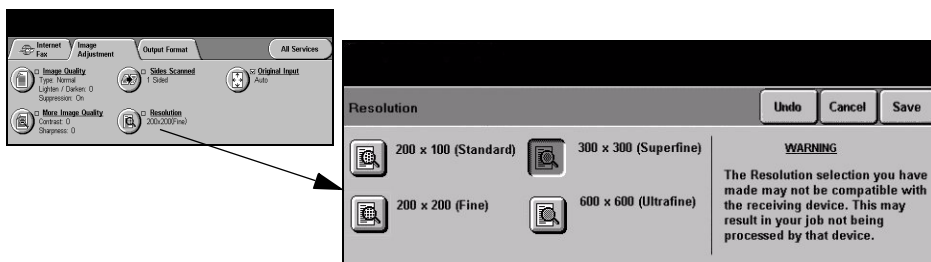 Internet Fax
Image Adjustment
Output Format
All Services
Image Quality
Type: Normal
Lighten / Darken: 0
Suppression: On
Sides Scanned
1 Sided
Original Input
Auto
More Image Quality
Contrast: 0
Sharpness: 0
Resolution
200x200(Fine)
Resolution
Undo
Cancel
Save
200 x 100 (Standard)
300 x 300 (Superfine)
200 x 200 (Fine)
600 x 600 (Ultrafine)
WARNING
The Resolution selection you have
made may not be compatible with
the receiving device. This may
result in your job not being
processed by that device.